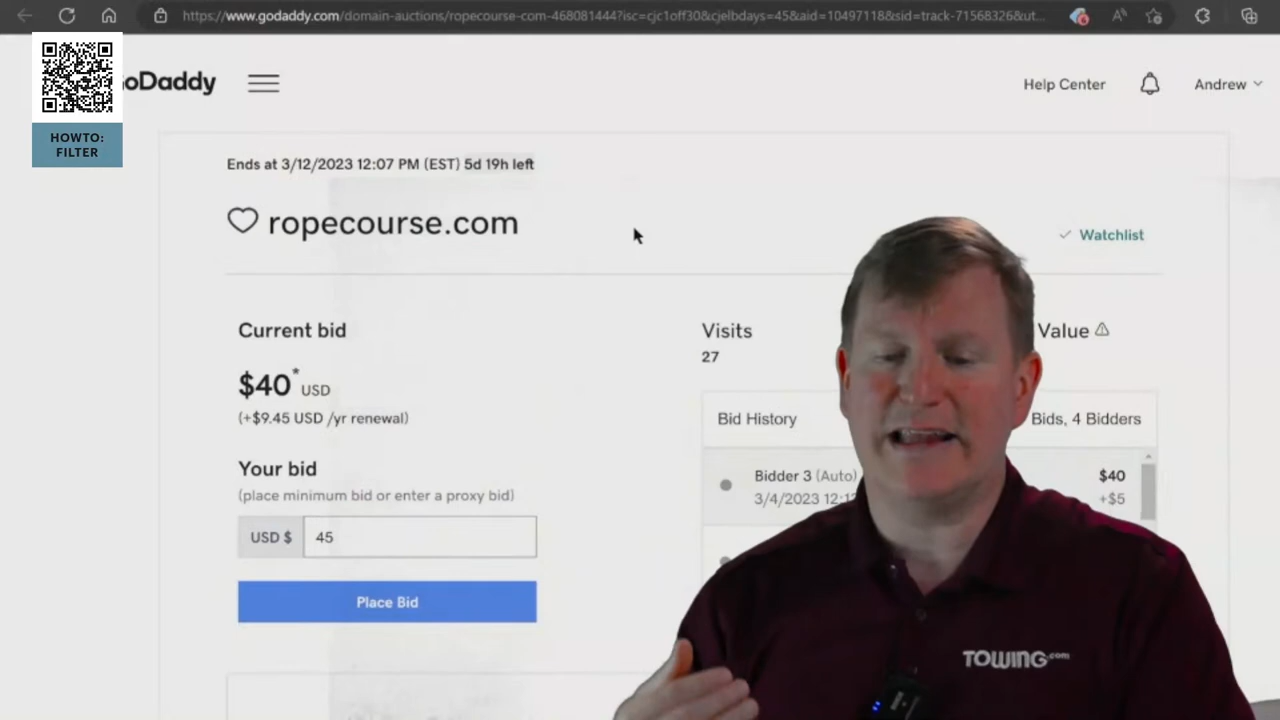 https://www.godaddy.com/domain-auctions/ropecourse-com-468081444?isc=cjc1off30&cjelbdays=45&aid=10497118&sid=track-71568326&ut...
oDaddy
Help Center
Andrew
HOWTO:
FILTER
Ends at 3/12/2023 12:07 PM (EST) 5d 19h left
ropecourse.com
Watchlist
Current bid
Visits
Value
27
$40* USD
(+$9.45 USD /yr renewal)
Bid History
Bids, 4 Bidders
Your bid
(place minimum bid or enter a proxy bid)
Bidder 3 (Auto)
$40
3/4/2023
+$5
USD $ 45
Place Bid
TOWING.com